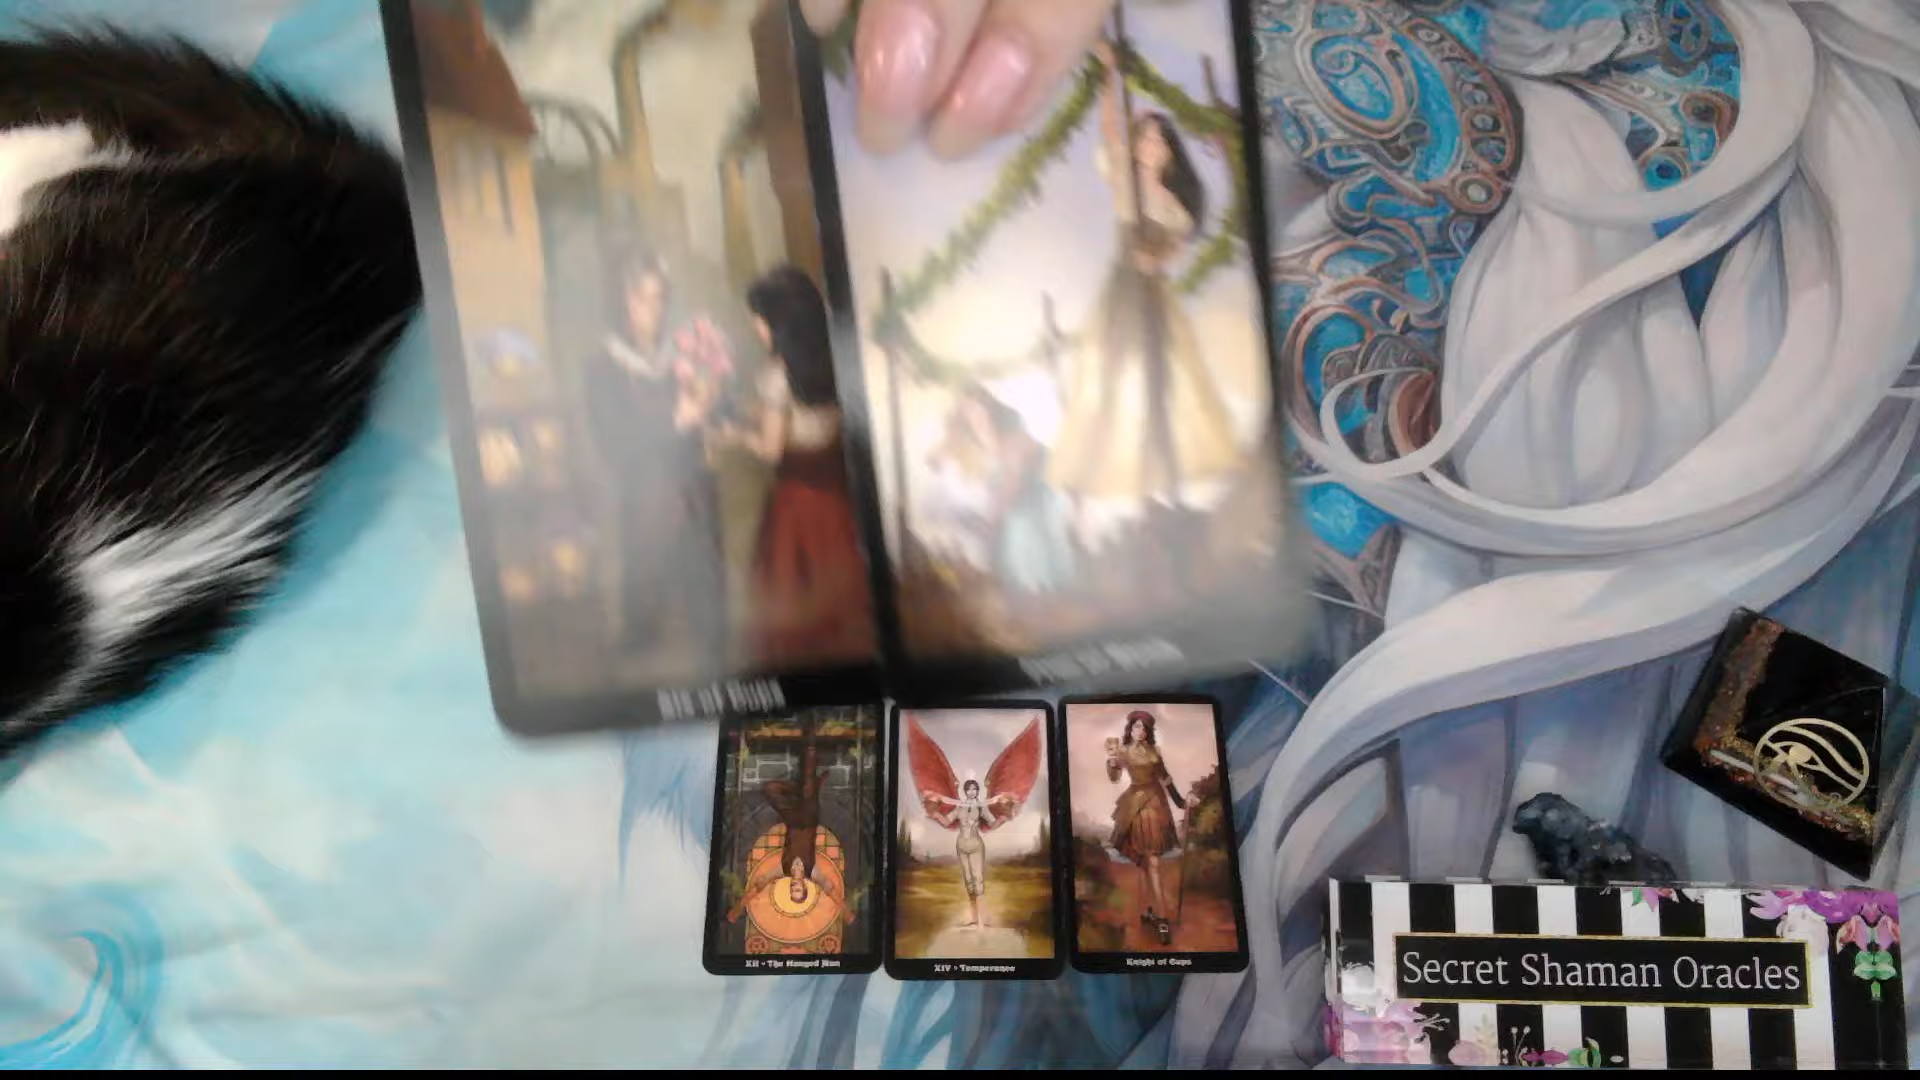 XII - The Hanged Man
XIV - Temperance
Knight of Cups
Secret Shaman Oracles